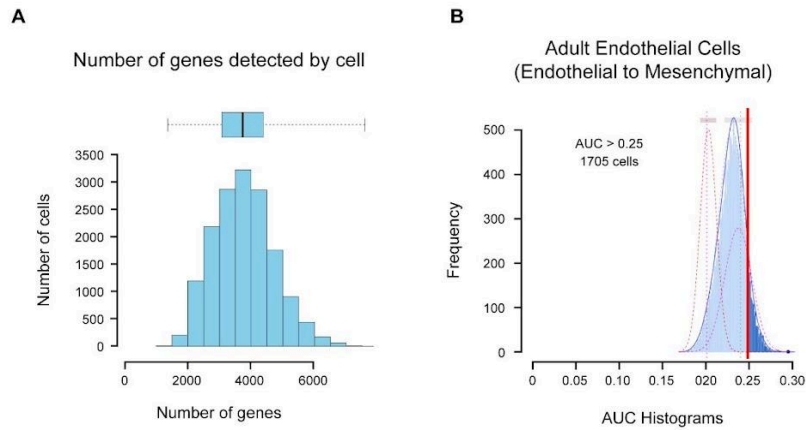 A
Number of genes detected by cell
3500
3000
2500
2000
1500
1000
500
0
Number of cells
0 2000 4000 6000
Number of genes
B
Adult Endothelial Cells
(Endothelial to Mesenchymal)
AUC > 0.25
1705 cells
500
400
300
200
100
0
Frequency
0 0.05 0.10 0 15 020 0.25 0.30
AUC Histograms